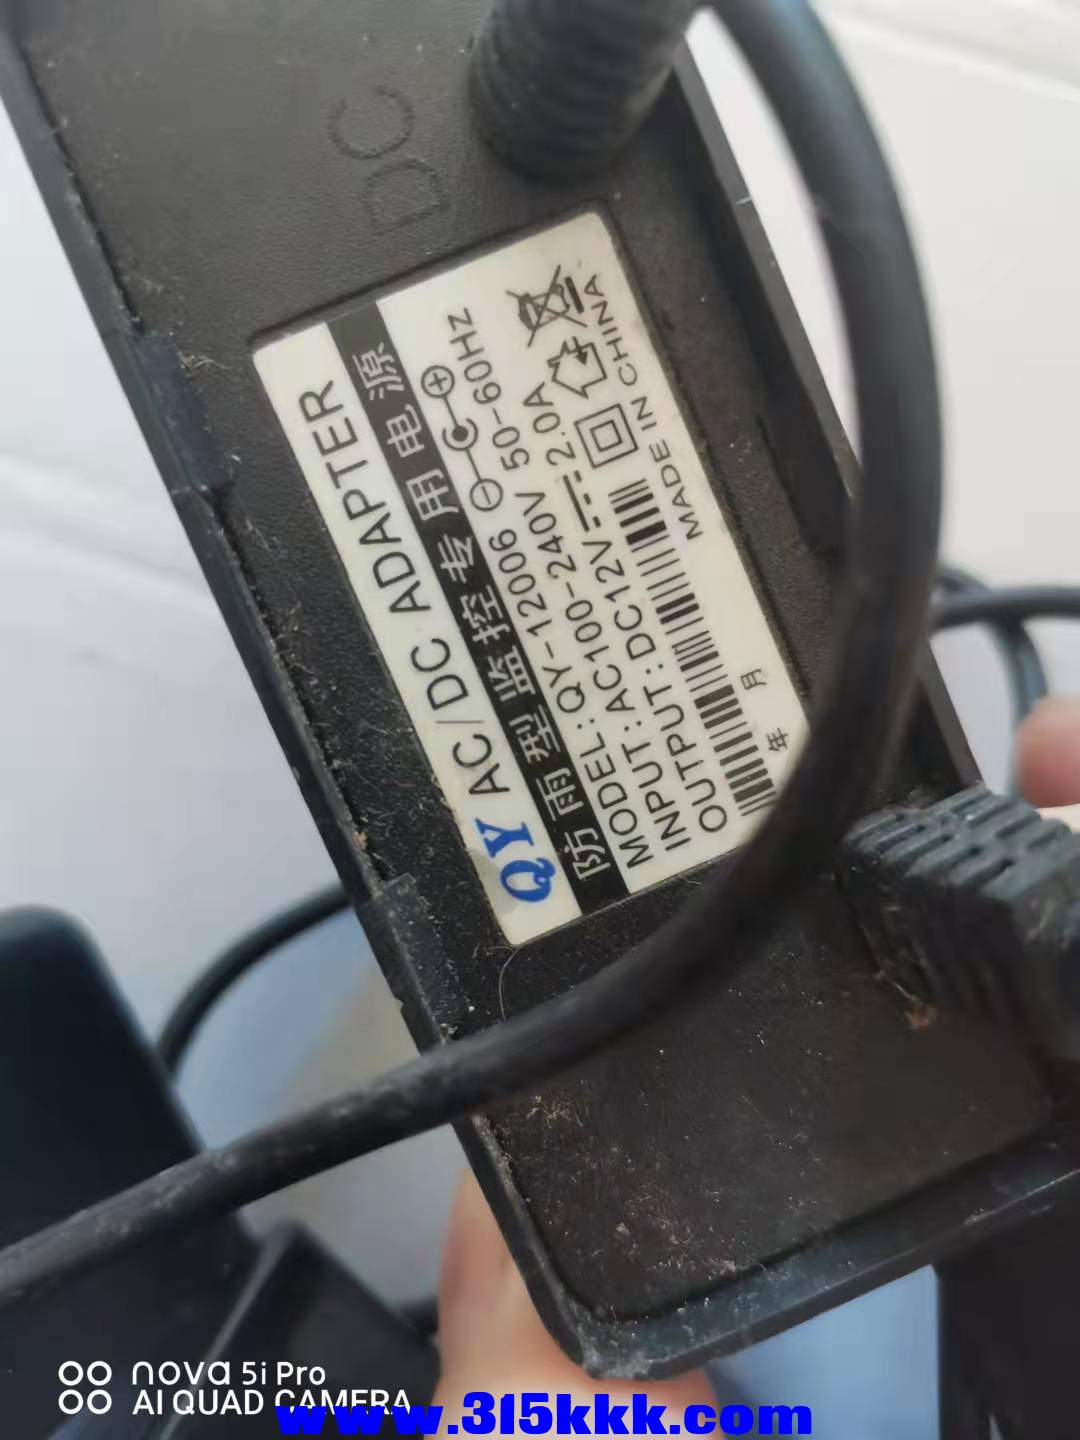 DC
QY AC/DC ADAPTER
防雨型监控专用电源
MODEL:QY-12006
INPUT:AC100-240V 50-60Hz
OUTPUT:DC12V 2.0A
MADE IN CHINA
年 月
nova 5i Pro
AI QUAD CAMERA
www.315kkk.com